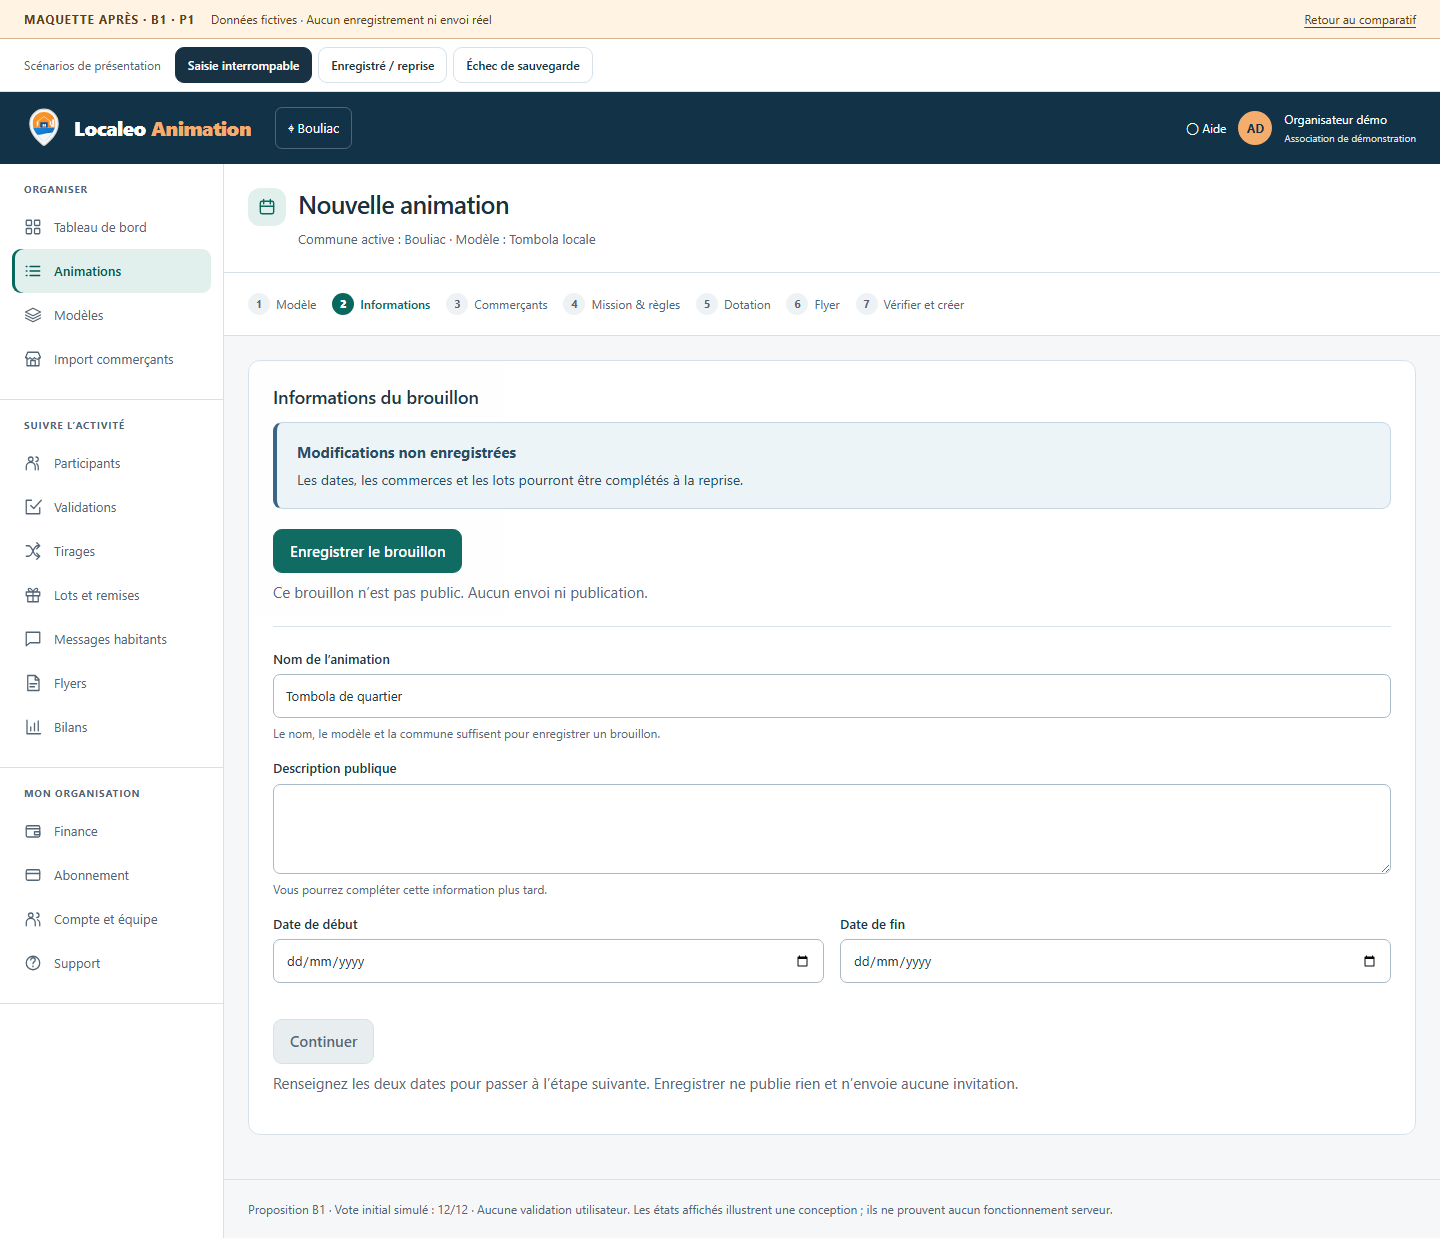 MAQUETTE APRÈS · B1 · P1 Données fictives · Aucun enregistrement ni envoi réel Retour au comparatif
Scénarios de présentation Saisie interrompable Enregistré / reprise Échec de sauvegarde
Localeo Animation Bouliac Aide AD Organisateur démo
Association de démonstration
ORGANISER
Tableau de bord
Animations
Modèles
Import commerçants
SUIVRE L’ACTIVITÉ
Participants
Validations
Tirages
Lots et remises
Messages habitants
Flyers
Bilans
MON ORGANISATION
Finance
Abonnement
Compte et équipe
Support
Nouvelle animation
Commune active : Bouliac · Modèle : Tombola locale
1 Modèle 2 Informations 3 Commerçants 4 Mission & règles 5 Dotation 6 Flyer 7 Vérifier et créer
Informations du brouillon
Modifications non enregistrées
Les dates, les commerces et les lots pourront être complétés à la reprise.
Enregistrer le brouillon
Ce brouillon n’est pas public. Aucun envoi ni publication.
Nom de l’animation
Tombola de quartier
Le nom, le modèle et la commune suffisent pour enregistrer un brouillon.
Description publique
Vous pourrez compléter cette information plus tard.
Date de début Date de fin
dd/mm/yyyy dd/mm/yyyy
Continuer
Renseignez les deux dates pour passer à l’étape suivante. Enregistrer ne publie rien et n’envoie aucune invitation.
Proposition B1 · Vote initial simulé : 12/12 · Aucune validation utilisateur. Les états affichés illustrent une conception ; ils ne prouvent aucun fonctionnement serveur.